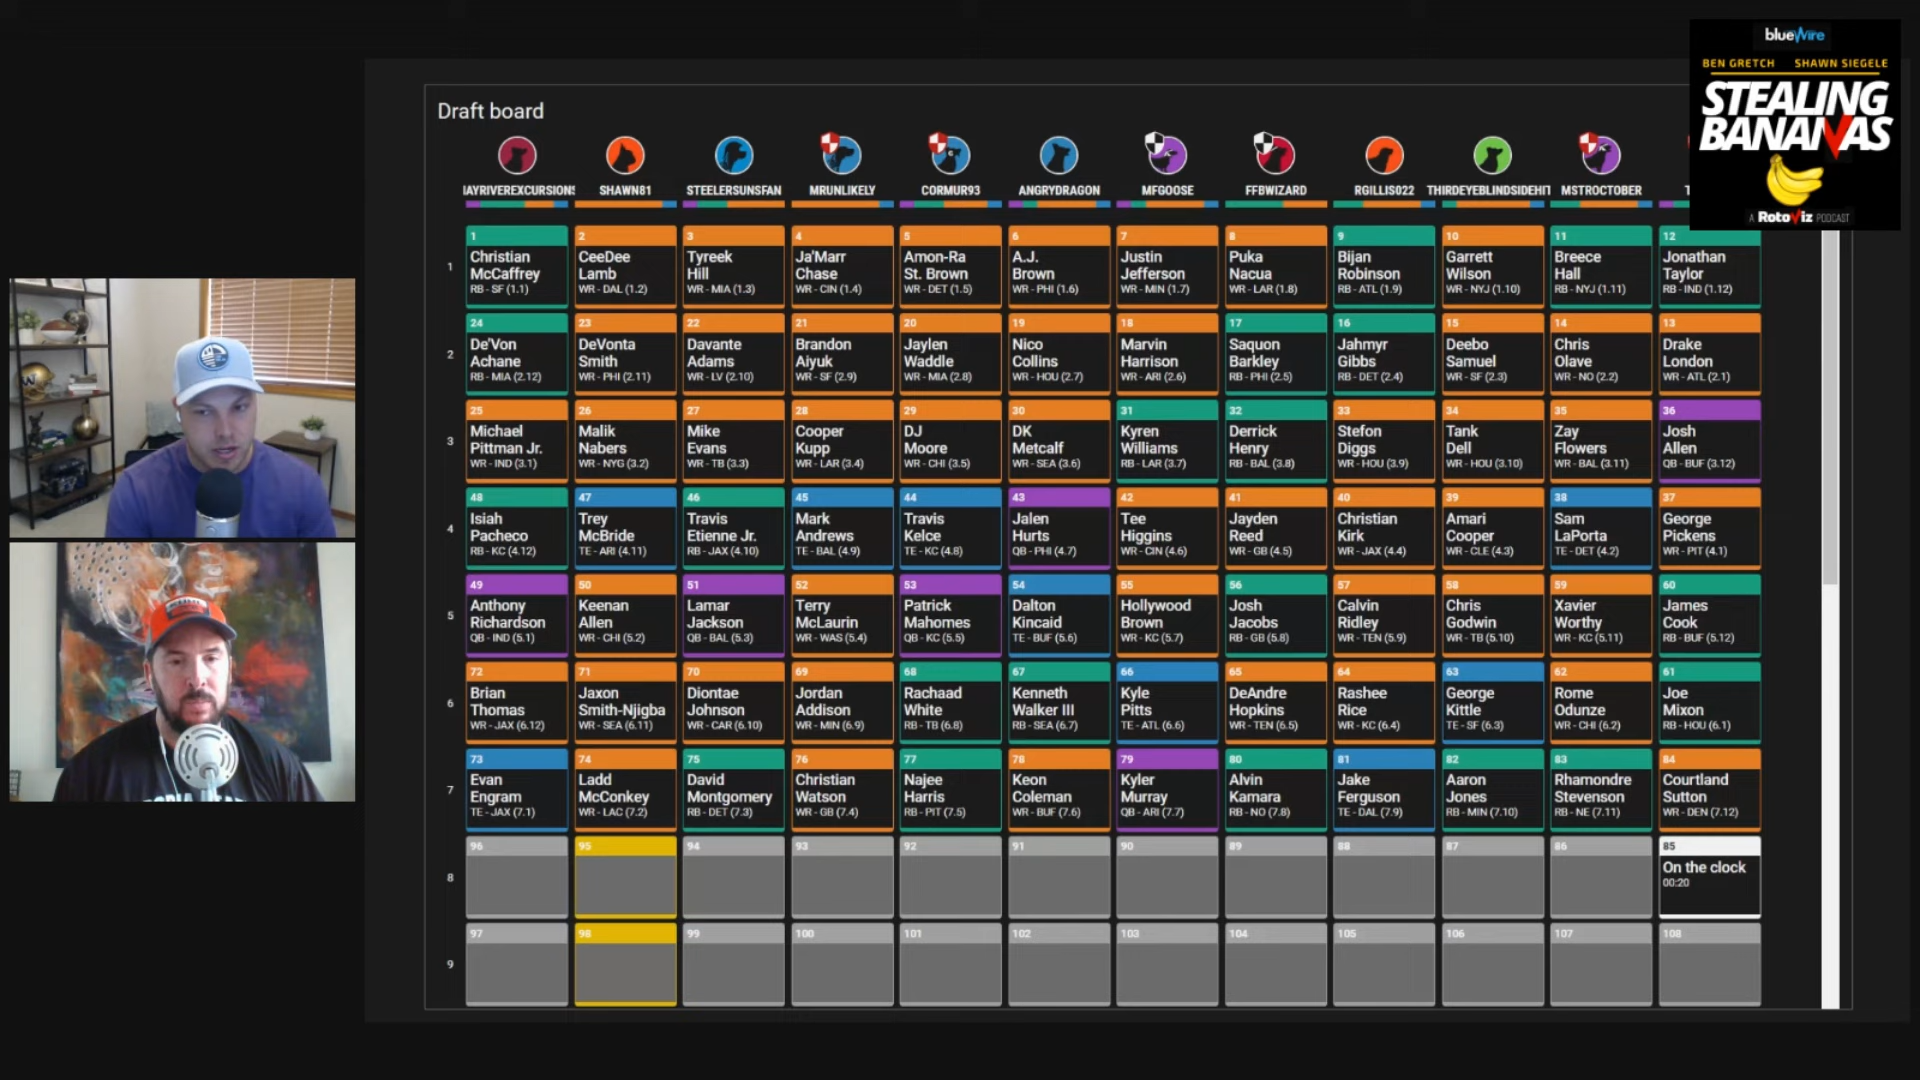 blueWire
BEN GRETCH SHAWN SIEGELE
STEALING
BANANAS
A RotoViz PODCAST
Draft board
SHAWN81 STEELERSUNSFAN MRUNLIKELY CORMUR93 ANGRYDRAGON MFGOOSE FFBWIZARD RGILLIS022 THIRDEYEBLINDSIDEHIT MSTROCTOBER
1 2 3 4 5 6 7 8 9 10 11 12
1
Christian CeeDee Tyreek Ja'Marr Amon-Ra A.J. Justin Puka Bijan Garrett Breece Jonathan
McCaffrey Lamb Hill Chase St. Brown Brown Jefferson Nacua Robinson Wilson Hall Taylor
RB - SF (1.1) WR - DAL (1.2) WR - MIA (1.3) WR - CIN (1.4) WR - DET (1.5) WR - PHI (1.6) WR - MIN (1.7) WR - LAR (1.8) RB - ATL (1.9) WR - NYJ (1.10) RB - NYJ (1.11) RB - IND (1.12)
24 23 22 21 20 19 18 17 16 15 14 13
2
De'Von DeVonta Davante Brandon Jaylen Nico Marvin Saquon Jahmyr Deebo Chris Drake
Achane Smith Adams Aiyuk Waddle Collins Harrison Barkley Gibbs Samuel Olave London
RB - MIA (2.12) WR - PHI (2.11) WR - LV (2.10) WR - SF (2.9) WR - MIA (2.8) WR - HOU (2.7) WR - ARI (2.6) RB - PHI (2.5) RB - DET (2.4) WR - SF (2.3) WR - NO (2.2) WR - ATL (2.1)
25 26 27 28 29 30 31 32 33 34 35 36
3
Michael Malik Mike Cooper DJ DK Kyren Derrick Stefon Tank Zay Josh
Pittman Jr. Nabers Evans Kupp Moore Metcalf Williams Henry Diggs Dell Flowers Allen
WR - IND (3.1) WR - NYG (3.2) WR - TB (3.3) WR - LAR (3.4) WR - CHI (3.5) WR - SEA (3.6) RB - LAR (3.7) RB - BAL (3.8) WR - HOU (3.9) WR - HOU (3.10) WR - BAL (3.11) QB - BUF (3.12)
48 47 46 45 44 43 42 41 40 39 38 37
4
Isiah Trey Travis Mark Travis Jalen Tee Jayden Christian Amari Sam George
Pacheco McBride Etienne Jr. Andrews Kelce Hurts Higgins Reed Kirk Cooper LaPorta Pickens
RB - KC (4.12) TE - ARI (4.11) RB - JAX (4.10) TE - BAL (4.9) TE - KC (4.8) QB - PHI (4.7) WR - CIN (4.6) WR - GB (4.5) WR - JAX (4.4) WR - CLE (4.3) TE - DET (4.2) WR - PIT (4.1)
49 50 51 52 53 54 55 56 57 58 59 60
5
Anthony Keenan Lamar Terry Patrick Dalton Hollywood Josh Calvin Chris Xavier James
Richardson Allen Jackson McLaurin Mahomes Kincaid Brown Jacobs Ridley Godwin Worthy Cook
QB - IND (5.1) WR - CHI (5.2) QB - BAL (5.3) WR - WAS (5.4) QB - KC (5.5) TE - BUF (5.6) WR - KC (5.7) RB - GB (5.8) WR - TEN (5.9) WR - TB (5.10) WR - KC (5.11) RB - BUF (5.12)
72 71 70 69 68 67 66 65 64 63 62 61
6
Brian Jaxon Diontae Jordan Rachaad Kenneth Kyle DeAndre Rashee George Rome Joe
Thomas Smith-Njigba Johnson Addison White Walker III Pitts Hopkins Rice Kittle Odunze Mixon
WR - JAX (6.12) WR - SEA (6.11) WR - CAR (6.10) WR - MIN (6.9) RB - TB (6.8) RB - SEA (6.7) TE - ATL (6.6) WR - TEN (6.5) WR - KC (6.4) TE - SF (6.3) WR - CHI (6.2) RB - HOU (6.1)
73 74 75 76 77 78 79 80 81 82 83 84
7
Evan Ladd David Christian Najee Keon Kyler Alvin Jake Aaron Rhamondre Courtland
Engram McConkey Montgomery Watson Harris Coleman Murray Kamara Ferguson Jones Stevenson Sutton
TE - JAX (7.1) WR - LAC (7.2) RB - DET (7.3) WR - GB (7.4) RB - PIT (7.5) WR - BUF (7.6) QB - ARI (7.7) RB - NO (7.8) TE - DAL (7.9) RB - MIN (7.10) RB - NE (7.11) WR - DEN (7.12)
96 95 94 93 92 91 90 89 88 87 86 85
8
On the clock
00:20
97 98 99 100 101 102 103 104 105 106 107 108
9